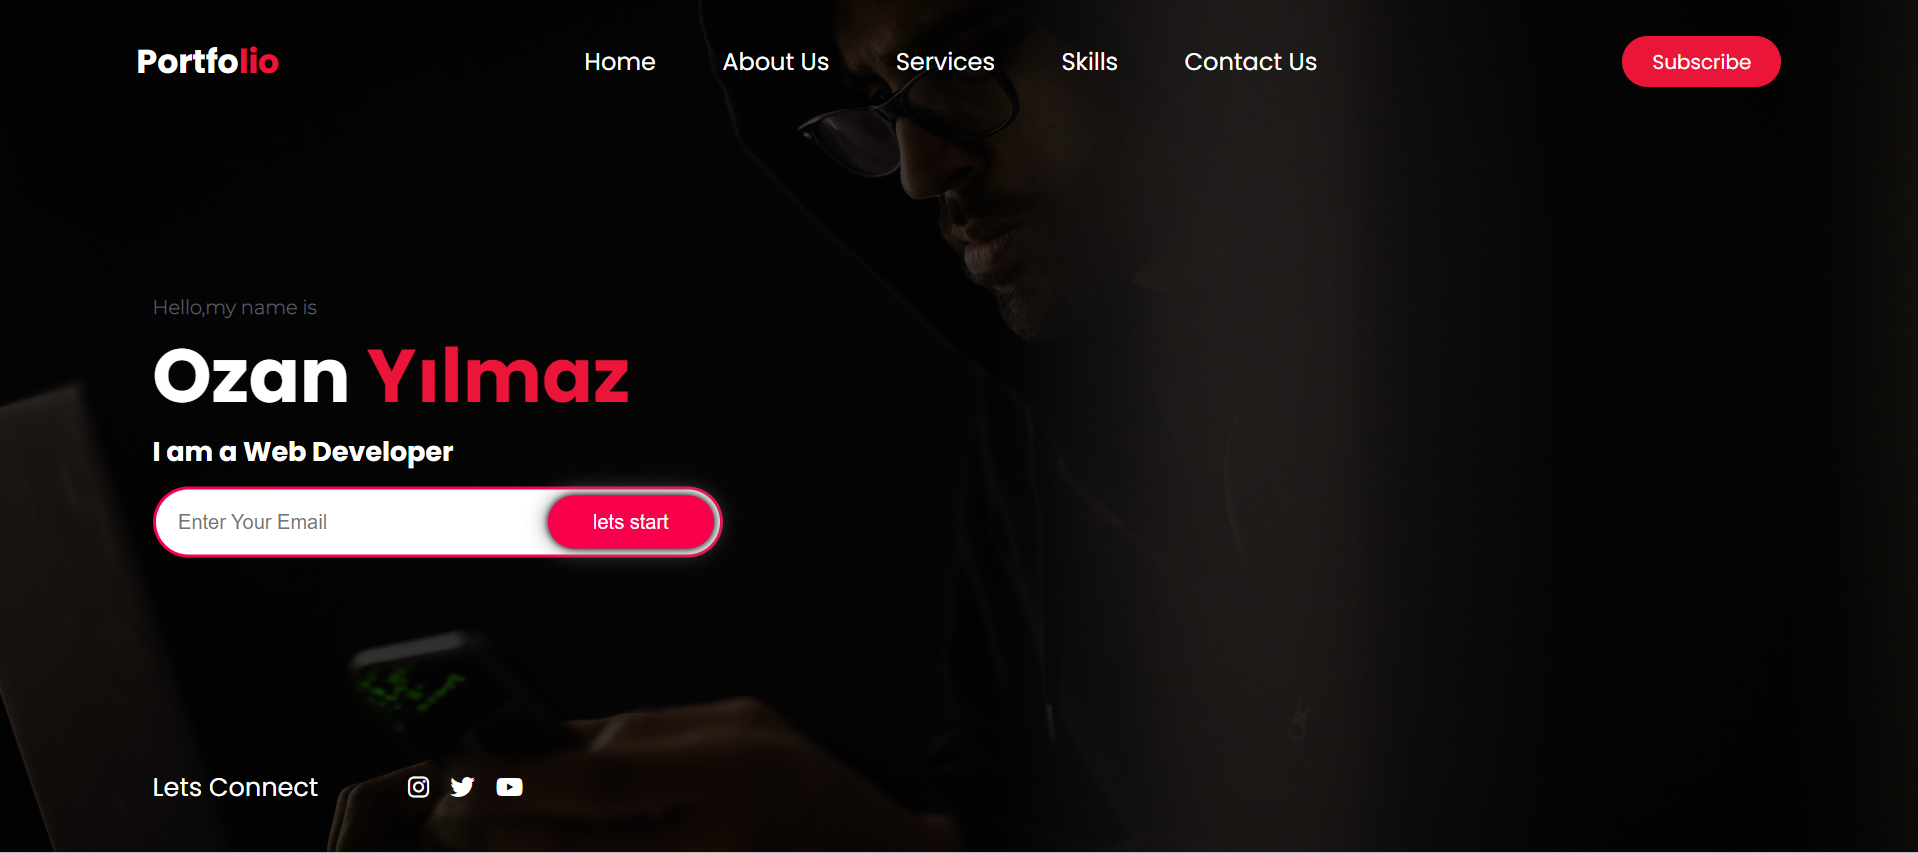 Portfolio
Home
About Us
Services
Skills
Contact Us
Subscribe
Hello,my name is
Ozan Yılmaz
I am a Web Developer
Enter Your Email
lets start
Lets Connect